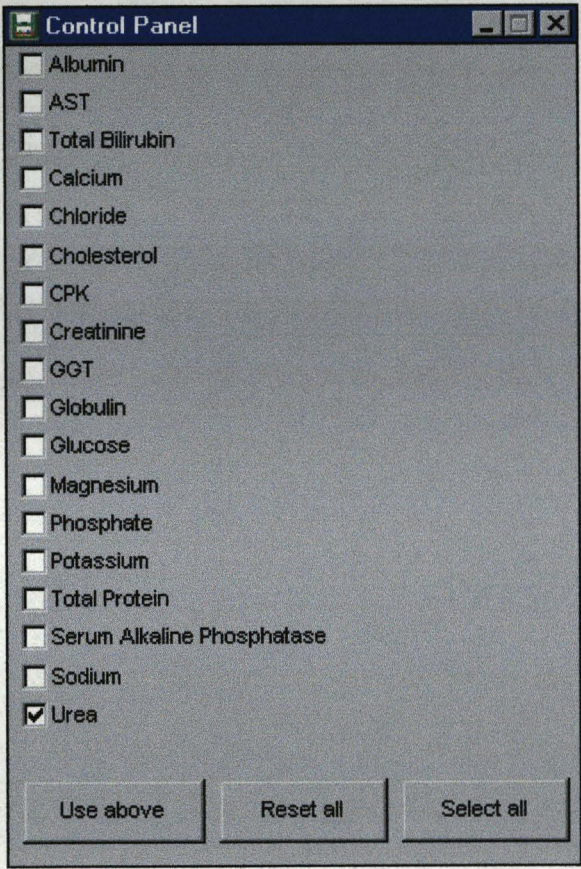 Control Panel
Albumin
AST
Total Bilirubin
Calcium
Chloride
Cholesterol
CPK
Creatinine
GGT
Globulin
Glucose
Magnesium
Phosphate
Potassium
Total Protein
Serum Alkaline Phosphatase
Sodium
Urea
Use above Reset all Select all